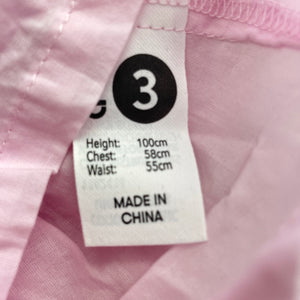 3
Height: 100cm
Chest: 58cm
Waist: 55cm
MADE IN
CHINA